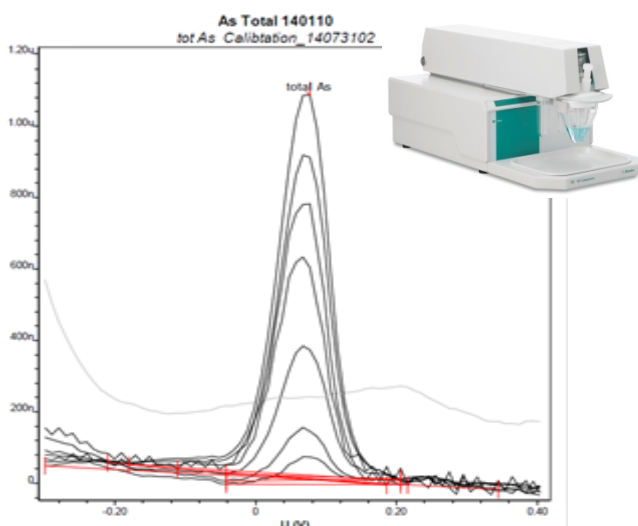 As Total 140110
tot As Calibtation_14073102
1.20u
total As
1.00u
800n
600n
400n
200n
0
-0.20
0
0.20
0.40
U (V)